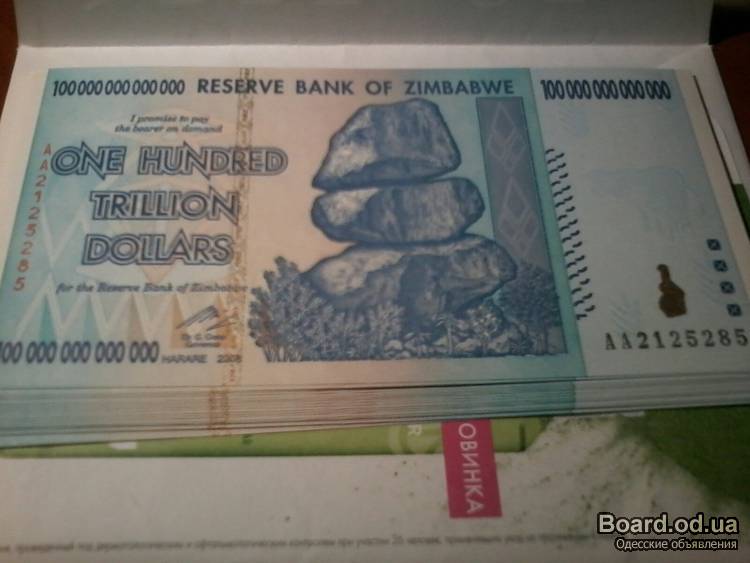 100 000 000 000 000 RESERVE BANK OF ZIMBABWE 100 000 000 000 000
I promise to pay
the bearer on demand
ONE HUNDRED
TRILLION
DOLLARS
AA2125285
for the Reserve Bank of Zimbabwe
Dr. G. Gono
100 000 000 000 000
HARARE 2008
AA2125285
ОВИНКА
R
Board.od.ua
Одесские объявления